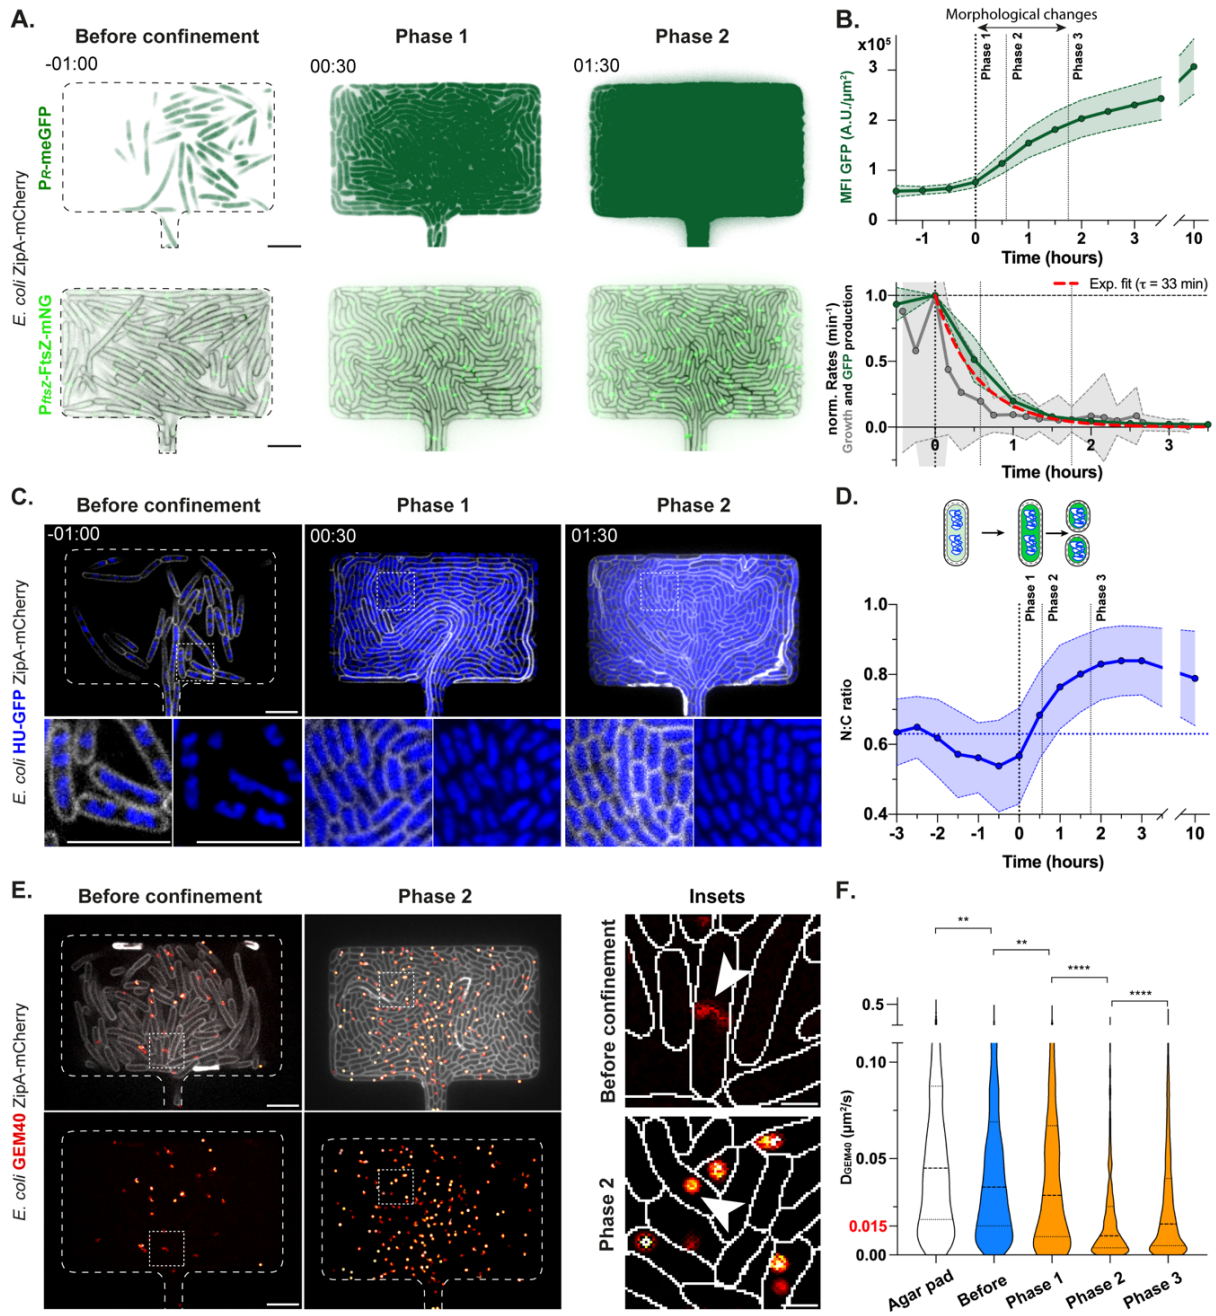 A.
Before confinement
Phase 1
Phase 2
-01:00
00:30
01:30
E. coli ZipA-mCherry
PR-meGFP
PftsZ-FtsZ-mNG
B.
Morphological changes
Phase 1
Phase 2
Phase 3
x10⁵
MFI GFP (A.U./µm²)
3
2
1
0
-1
0
1
2
3
10
Time (hours)
Exp. fit (τ = 33 min)
norm. Rates (min⁻¹)
Growth and GFP production
1.0
0.5
0.0
0
1
2
3
Time (hours)
C.
Before confinement
Phase 1
Phase 2
-01:00
00:30
01:30
E. coli HU-GFP ZipA-mCherry
D.
Phase 1
Phase 2
Phase 3
N:C ratio
1.0
0.8
0.6
0.4
-3
-2
-1
0
1
2
3
10
Time (hours)
E.
Before confinement
Phase 2
Insets
E. coli GEM40 ZipA-mCherry
Before confinement
Phase 2
F.
**
**
****
****
DGEM40 (µm²/s)
0.5
0.10
0.05
0.015
0.00
Agar pad
Before
Phase 1
Phase 2
Phase 3